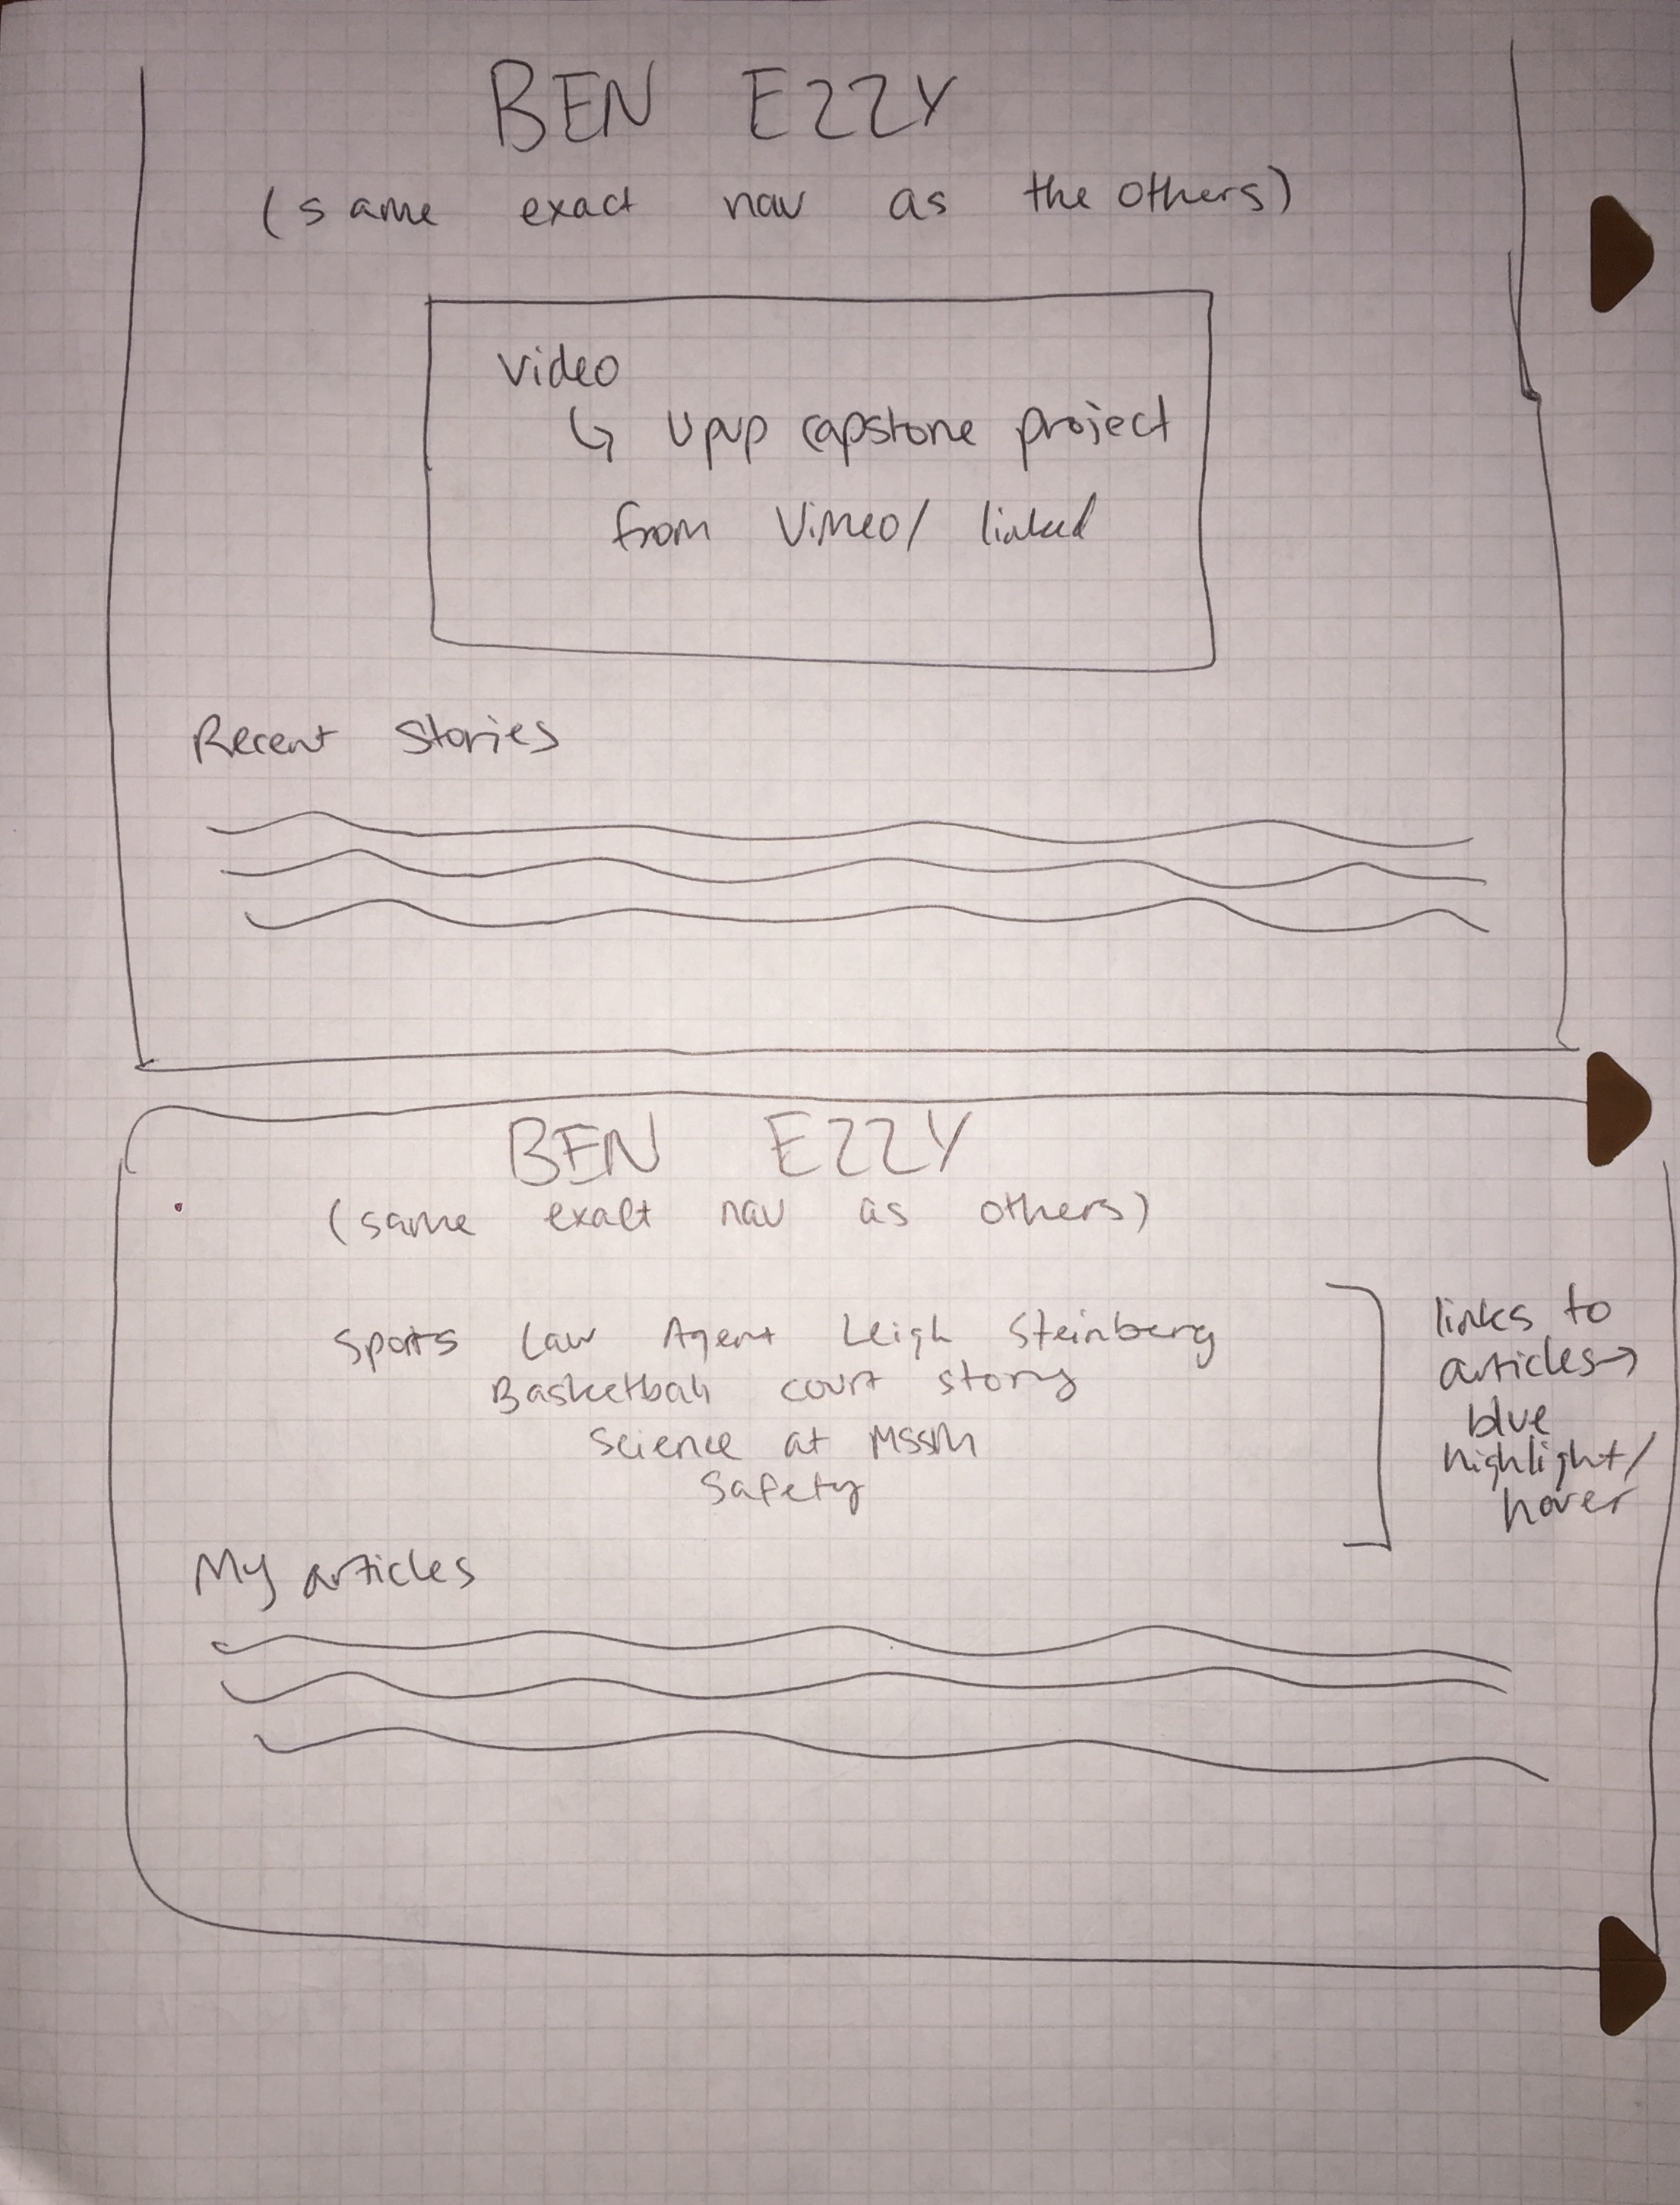 BEN EZZY
(same exact nav as the others)
Video
↳ Upup capstone project
from Vimeo/ linked
Recent Stories
BEN EZZY
(same exact nav as others)
Sports Law Agent Leigh Steinberg
Basketball court story
Science at MSSM
Safety
links to
articles→
blue
highlight/
hover
My articles